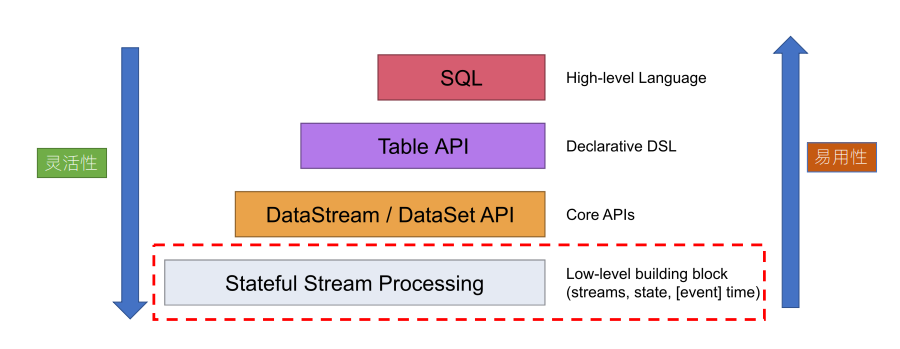 SQL
High-level Language
Table API
Declarative DSL
灵活性
易用性
DataStream / DataSet API
Core APIs
Stateful Stream Processing
Low-level building block
(streams, state, [event] time)